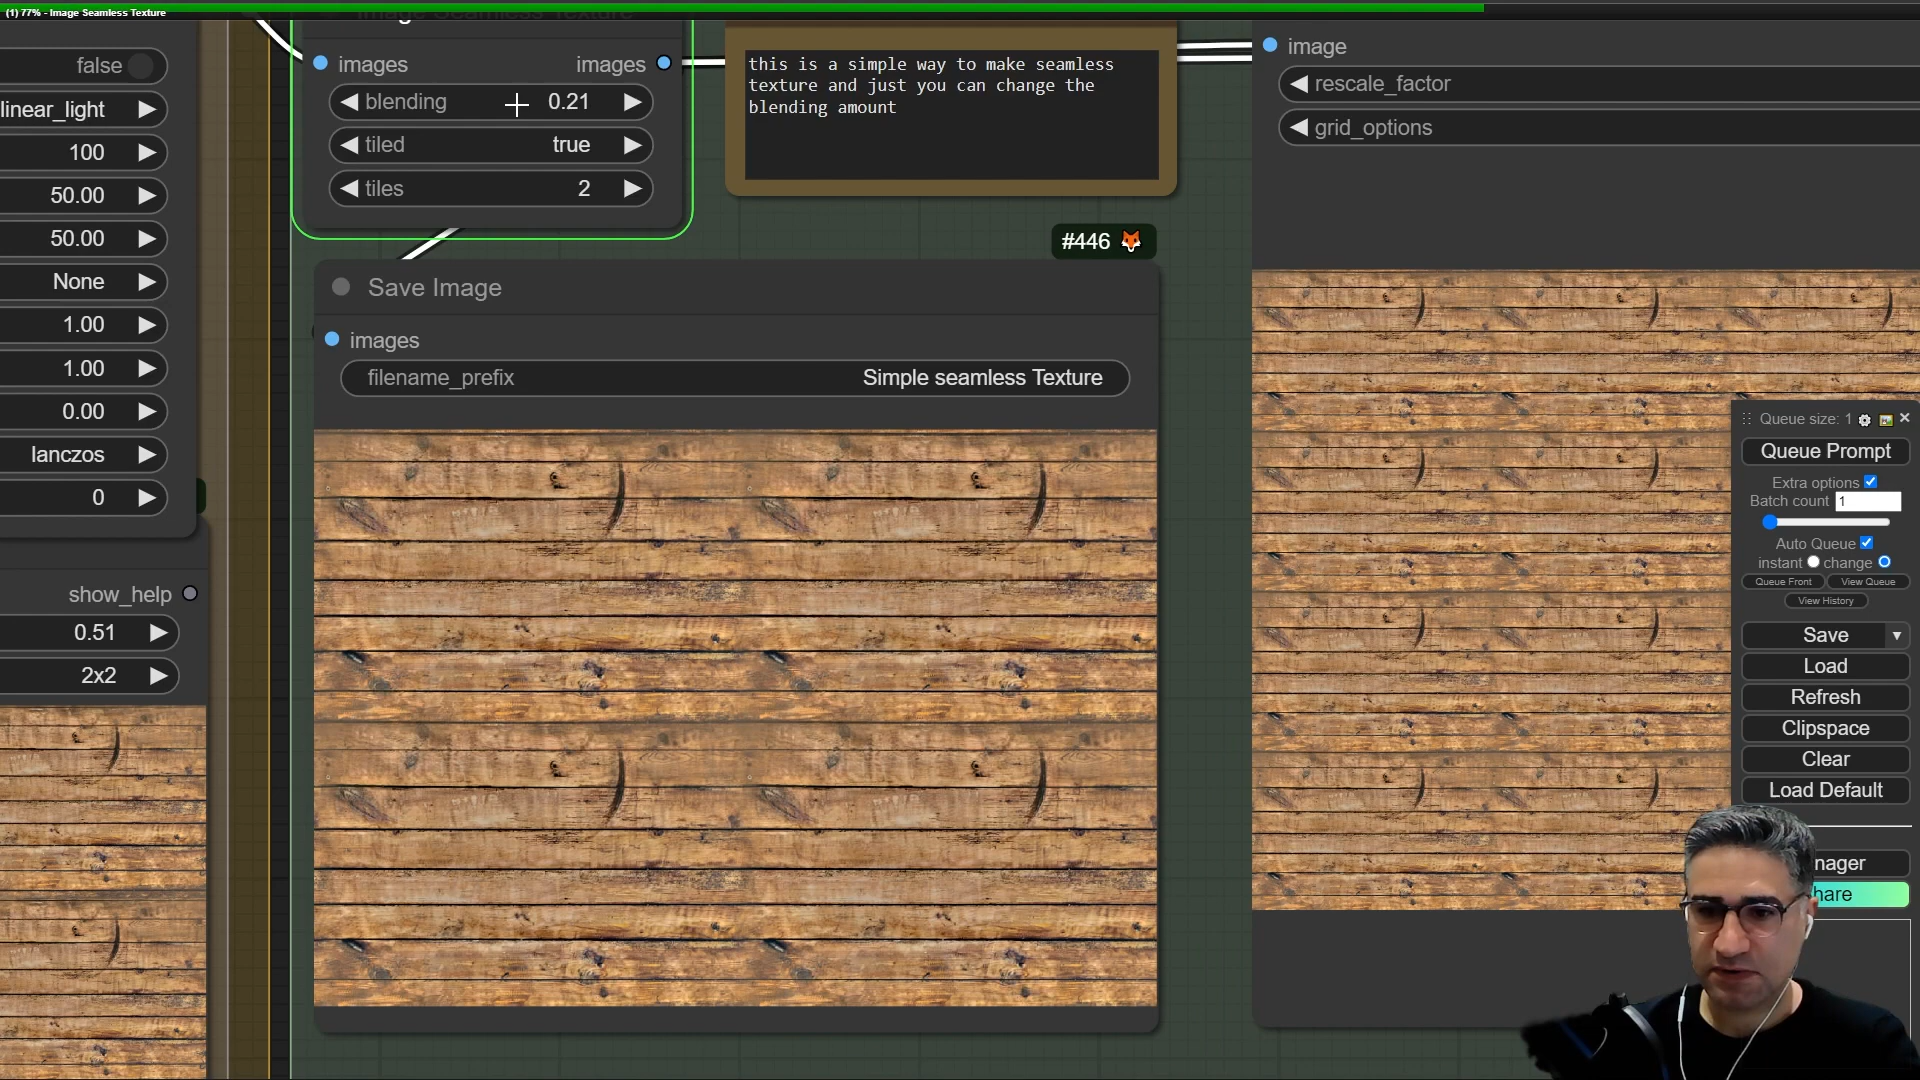 (1) 77% - Image Seamless Texture
Image Seamless Texture
false
linear_light
100
50.00
50.00
None
1.00
1.00
0.00
lanczos
0
show_help
0.51
2x2
images
images
blending
0.21
tiled
true
tiles
2
this is a simple way to make seamless
texture and just you can change the
blending amount
#446
Save Image
images
filename_prefix
Simple seamless Texture
image
rescale_factor
grid_options
Queue size: 1
Queue Prompt
Extra options
Batch count 1
Auto Queue
instant
change
Queue Front
View Queue
View History
Save
Load
Refresh
Clipspace
Clear
Load Default
nager
hare